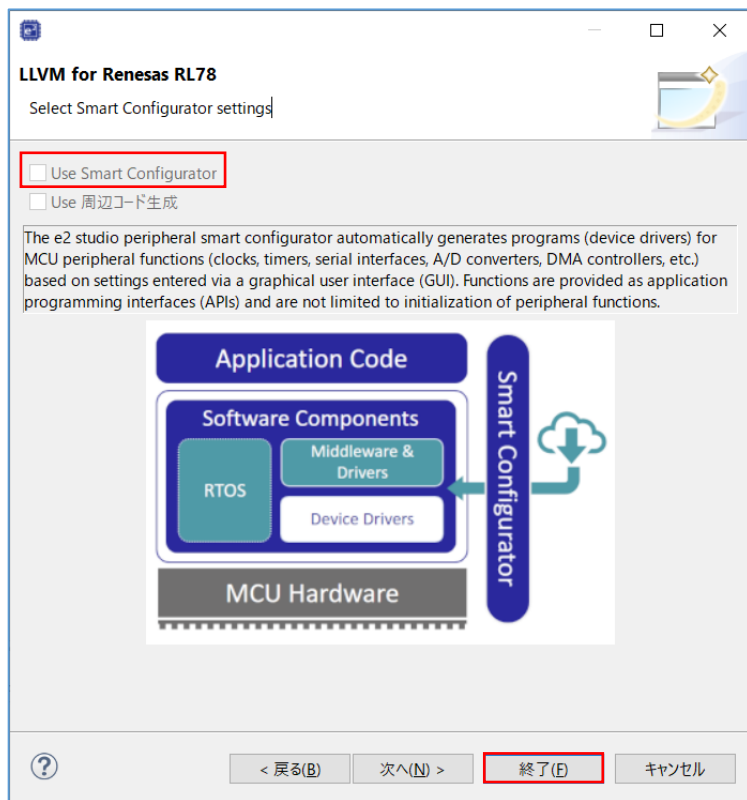 LLVM for Renesas RL78
Select Smart Configurator settings
Use Smart Configurator
Use 周辺コード生成
The e2 studio peripheral smart configurator automatically generates programs (device drivers) for
MCU peripheral functions (clocks, timers, serial interfaces, A/D converters, DMA controllers, etc.)
based on settings entered via a graphical user interface (GUI). Functions are provided as application
programming interfaces (APIs) and are not limited to initialization of peripheral functions.
Application Code
Software Components
RTOS
Middleware &
Drivers
Device Drivers
MCU Hardware
Smart Configurator
< 戻る(B)
次へ(N) >
終了(F)
キャンセル